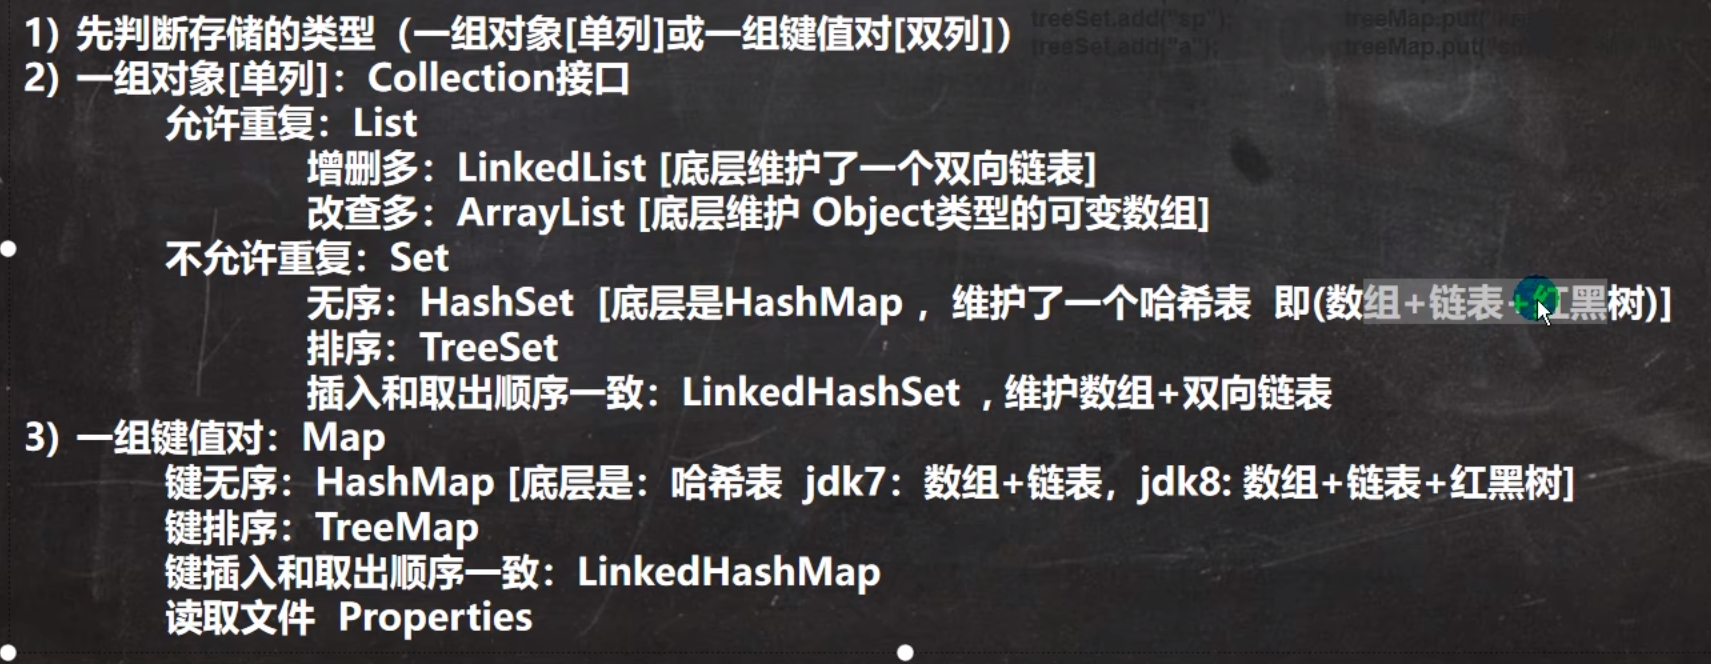 1) 先判断存储的类型（一组对象[单列]或一组键值对[双列]）
treeSet.add("sp");
treeSet.add("a");
treeMap.put(
treeMap.put(
2) 一组对象[单列]：Collection接口
允许重复：List
增删多：LinkedList [底层维护了一个双向链表]
改查多：ArrayList [底层维护 Object类型的可变数组]
不允许重复：Set
无序：HashSet [底层是HashMap ，维护了一个哈希表 即(数组+链表+红黑树)]
排序：TreeSet
插入和取出顺序一致：LinkedHashSet ，维护数组+双向链表
3) 一组键值对：Map
键无序：HashMap [底层是：哈希表 jdk7：数组+链表，jdk8: 数组+链表+红黑树]
键排序：TreeMap
键插入和取出顺序一致：LinkedHashMap
读取文件 Properties